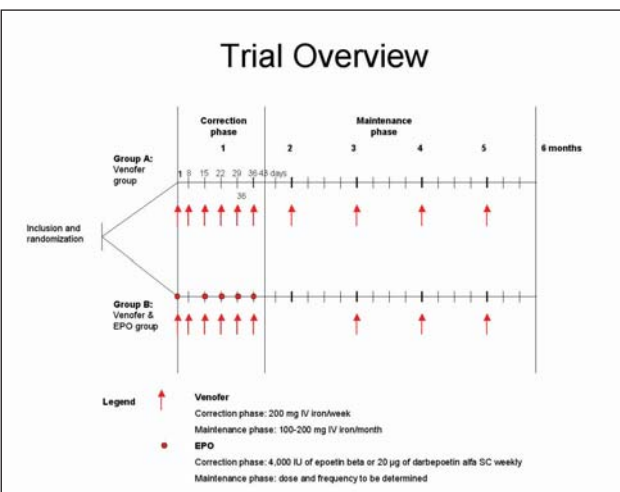 Trial Overview
Correction
phase
1
Maintenance
phase
2
3
4
5
6 months
Group A:
Venofer
group
1 8 15 22 29 36 43 days
36
Inclusion and
randomization
Group B:
Venofer &
EPO group
Legend
Venofer
Correction phase: 200 mg IV iron/week
Maintenance phase: 100-200 mg IV iron/month
EPO
Correction phase: 4,000 IU of epoetin beta or 20 µg of darbepoetin alfa SC weekly
Maintenance phase: dose and frequency to be determined